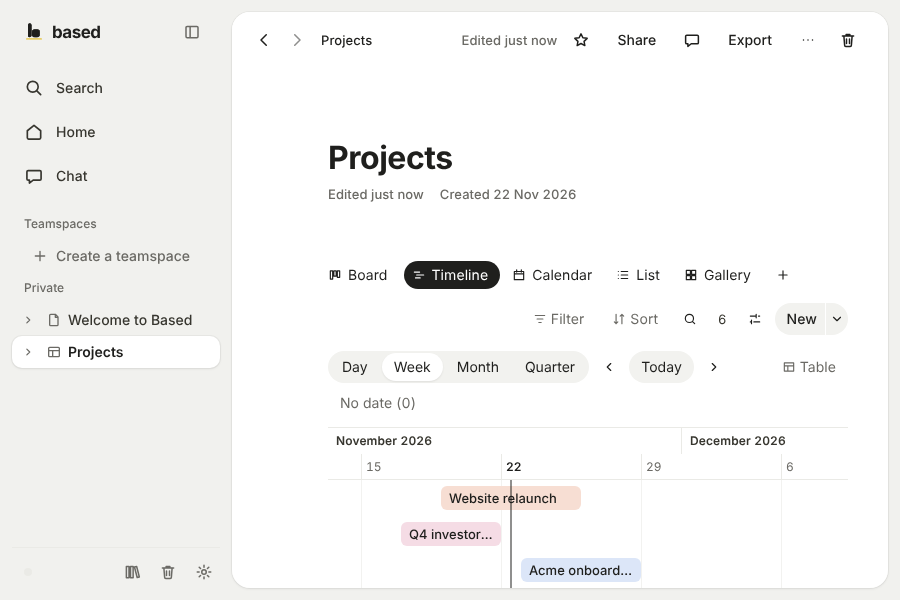 based
Search
Home
Chat
Teamspaces
Create a teamspace
Private
Welcome to Based
Projects
Projects
Edited just now
Share
Export
Projects
Edited just now Created 22 Nov 2026
Board Timeline Calendar List Gallery
Filter Sort 6 New
Day Week Month Quarter Today Table
No date (0)
November 2026 December 2026
15 22 29 6
Website relaunch
Q4 investor...
Acme onboard...